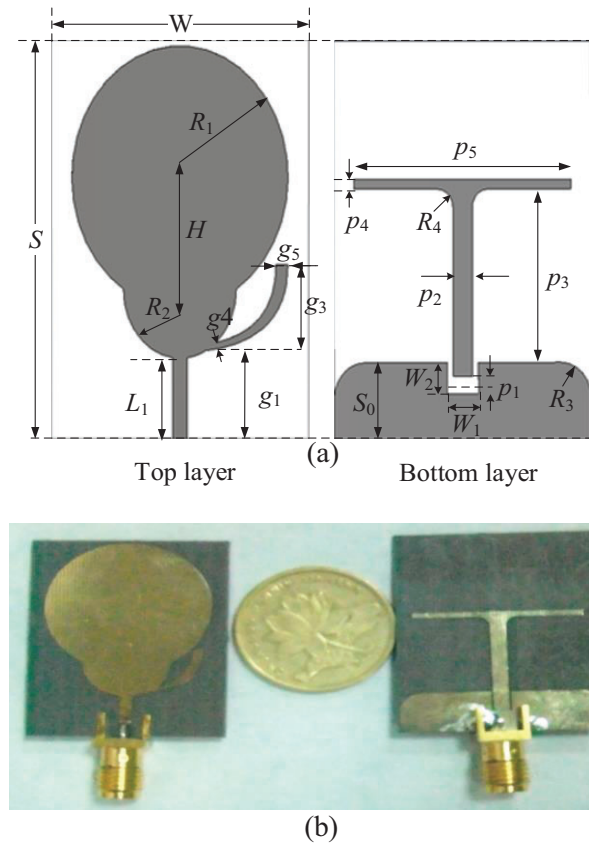 W
R1
p5
p4
R4
S
H
g5
p2
p3
R2
g4
g3
W2
p1
L1
g1
S0
W1
R3
Top layer
(a)
Bottom layer
(b)